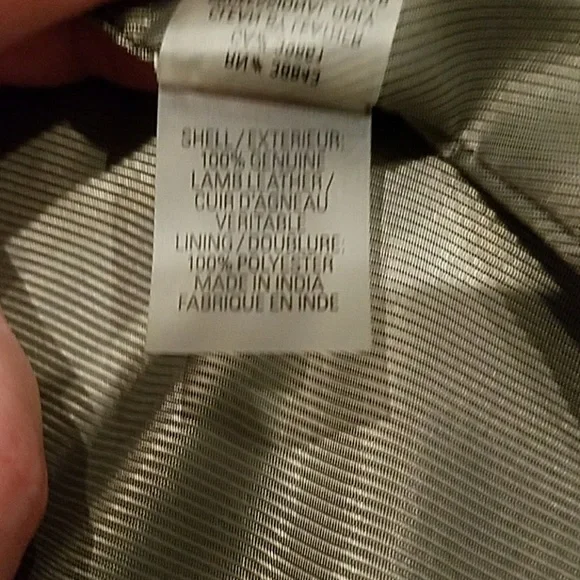 SHELL/EXTERIEUR:
100% GENUINE
LAMB LEATHER/
CUIR D'AGNEAU
VERITABLE
LINING/DOUBLURE:
100% POLYESTER
MADE IN INDIA
FABRIQUE EN INDE